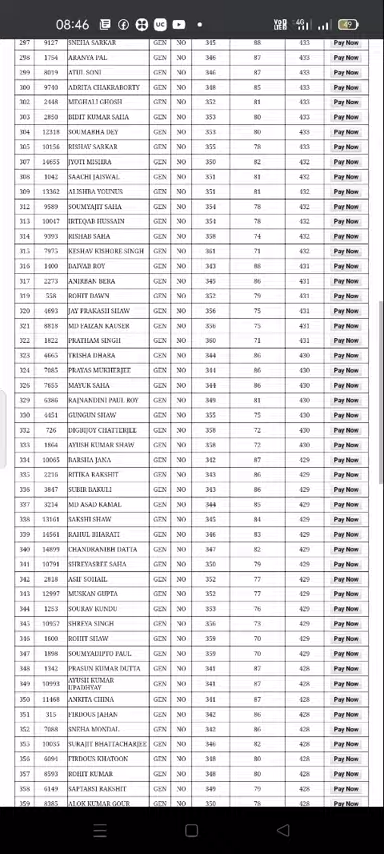 08:46
297 9127 SNEHA SARKAR GEN NO 345 88 433 Pay Now
298 1754 ARANYA PAL GEN NO 346 87 433 Pay Now
299 8019 ATUL SONI GEN NO 346 87 433 Pay Now
300 9740 ADRITA CHAKRABORTY GEN NO 348 85 433 Pay Now
302 2448 MEGHALI GHOSH GEN NO 352 81 433 Pay Now
303 2850 BIDIT KUMAR SAHA GEN NO 353 80 433 Pay Now
304 12318 SOUMABHA DEY GEN NO 353 80 433 Pay Now
305 10156 RISHAV SARKAR GEN NO 355 78 433 Pay Now
307 14655 JYOTI MISHRA GEN NO 350 82 432 Pay Now
308 1042 SAACHI JAISWAL GEN NO 351 81 432 Pay Now
309 13362 ALISHBA YOUNUS GEN NO 351 81 432 Pay Now
312 9589 SOUMYAJIT SAHA GEN NO 354 78 432 Pay Now
313 10047 IRTEQAB HUSSAIN GEN NO 354 78 432 Pay Now
314 9393 RISHAB SAHA GEN NO 358 74 432 Pay Now
315 7975 KESHAV KISHORE SINGH GEN NO 361 71 432 Pay Now
316 1400 BAIVAB ROY GEN NO 343 88 431 Pay Now
317 2273 ANIRBAN BERA GEN NO 345 86 431 Pay Now
319 558 ROHIT DAWN GEN NO 352 79 431 Pay Now
320 4693 JAY PRAKASH SHAW GEN NO 356 75 431 Pay Now
321 8818 MD FAIZAN KAUSER GEN NO 356 75 431 Pay Now
322 1822 PRATHAM SINGH GEN NO 360 71 431 Pay Now
323 4665 TRISHA DHARA GEN NO 344 86 430 Pay Now
324 7085 PRAYAS MUKHERJEE GEN NO 344 86 430 Pay Now
326 7655 MAYUK SAHA GEN NO 344 86 430 Pay Now
329 6386 RAJNANDINI PAUL ROY GEN NO 349 81 430 Pay Now
330 4451 GUNGUN SHAW GEN NO 355 75 430 Pay Now
332 726 DIGBIJOY CHATTERJEE GEN NO 358 72 430 Pay Now
333 1864 AYUSH KUMAR SHAW GEN NO 358 72 430 Pay Now
334 10065 BARSHA JANA GEN NO 342 87 429 Pay Now
335 2216 RITIKA RAKSHIT GEN NO 343 86 429 Pay Now
336 3847 SUBIR BAKULI GEN NO 343 86 429 Pay Now
337 3234 MD ASAD KAMAL GEN NO 344 85 429 Pay Now
338 13161 SAKSHI SHAW GEN NO 345 84 429 Pay Now
339 14561 RAHUL BHARATI GEN NO 346 83 429 Pay Now
340 14899 CHANDRANIBH DATTA GEN NO 347 82 429 Pay Now
341 10791 SHREYASREE SAHA GEN NO 350 79 429 Pay Now
342 2818 ASIF SOHAIL GEN NO 352 77 429 Pay Now
343 12997 MUSKAN GUPTA GEN NO 352 77 429 Pay Now
344 1253 SOURAV KUNDU GEN NO 353 76 429 Pay Now
345 10957 SHREYA SINGH GEN NO 356 73 429 Pay Now
346 1600 ROHIT SHAW GEN NO 359 70 429 Pay Now
347 1898 SOUMYADIPTO PAUL GEN NO 359 70 429 Pay Now
348 1342 PRASUN KUMAR DUTTA GEN NO 341 87 428 Pay Now
349 10993 AYUSH KUMAR UPADHYAY GEN NO 341 87 428 Pay Now
350 11468 ANKITA CHINA GEN NO 341 87 428 Pay Now
351 315 FIRDOUS JAHAN GEN NO 342 86 428 Pay Now
352 7088 SNEHA MONDAL GEN NO 342 86 428 Pay Now
355 10035 SURAJIT BHATTACHARJEE GEN NO 346 82 428 Pay Now
356 6094 FIRDOUS KHATOON GEN NO 348 80 428 Pay Now
357 8593 ROHIT KUMAR GEN NO 348 80 428 Pay Now
358 6149 SAPTARSI RAKSHIT GEN NO 349 79 428 Pay Now
359 8385 ALOK KUMAR GOUR GEN NO 350 78 428 Pay Now